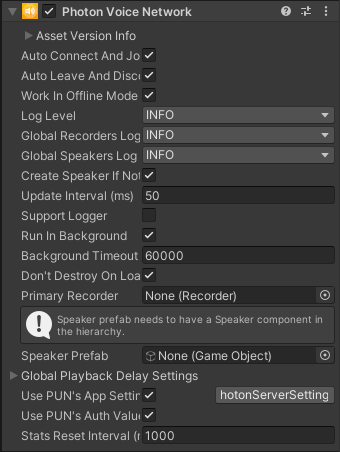 Photon Voice Network
Asset Version Info
Auto Connect And Jo
Auto Leave And Disco
Work In Offline Mode
Log Level INFO
Global Recorders Log INFO
Global Speakers Log INFO
Create Speaker If Not
Update Interval (ms) 50
Support Logger
Run In Background
Background Timeout 60000
Don't Destroy On Loa
Primary Recorder None (Recorder)
Speaker prefab needs to have a Speaker component
in the hierarchy.
Speaker Prefab None (Game Object)
Global Playback Delay Settings
Use PUN's App Settin hotonServerSetting
Use PUN's Auth Value
Stats Reset Interval (r 1000